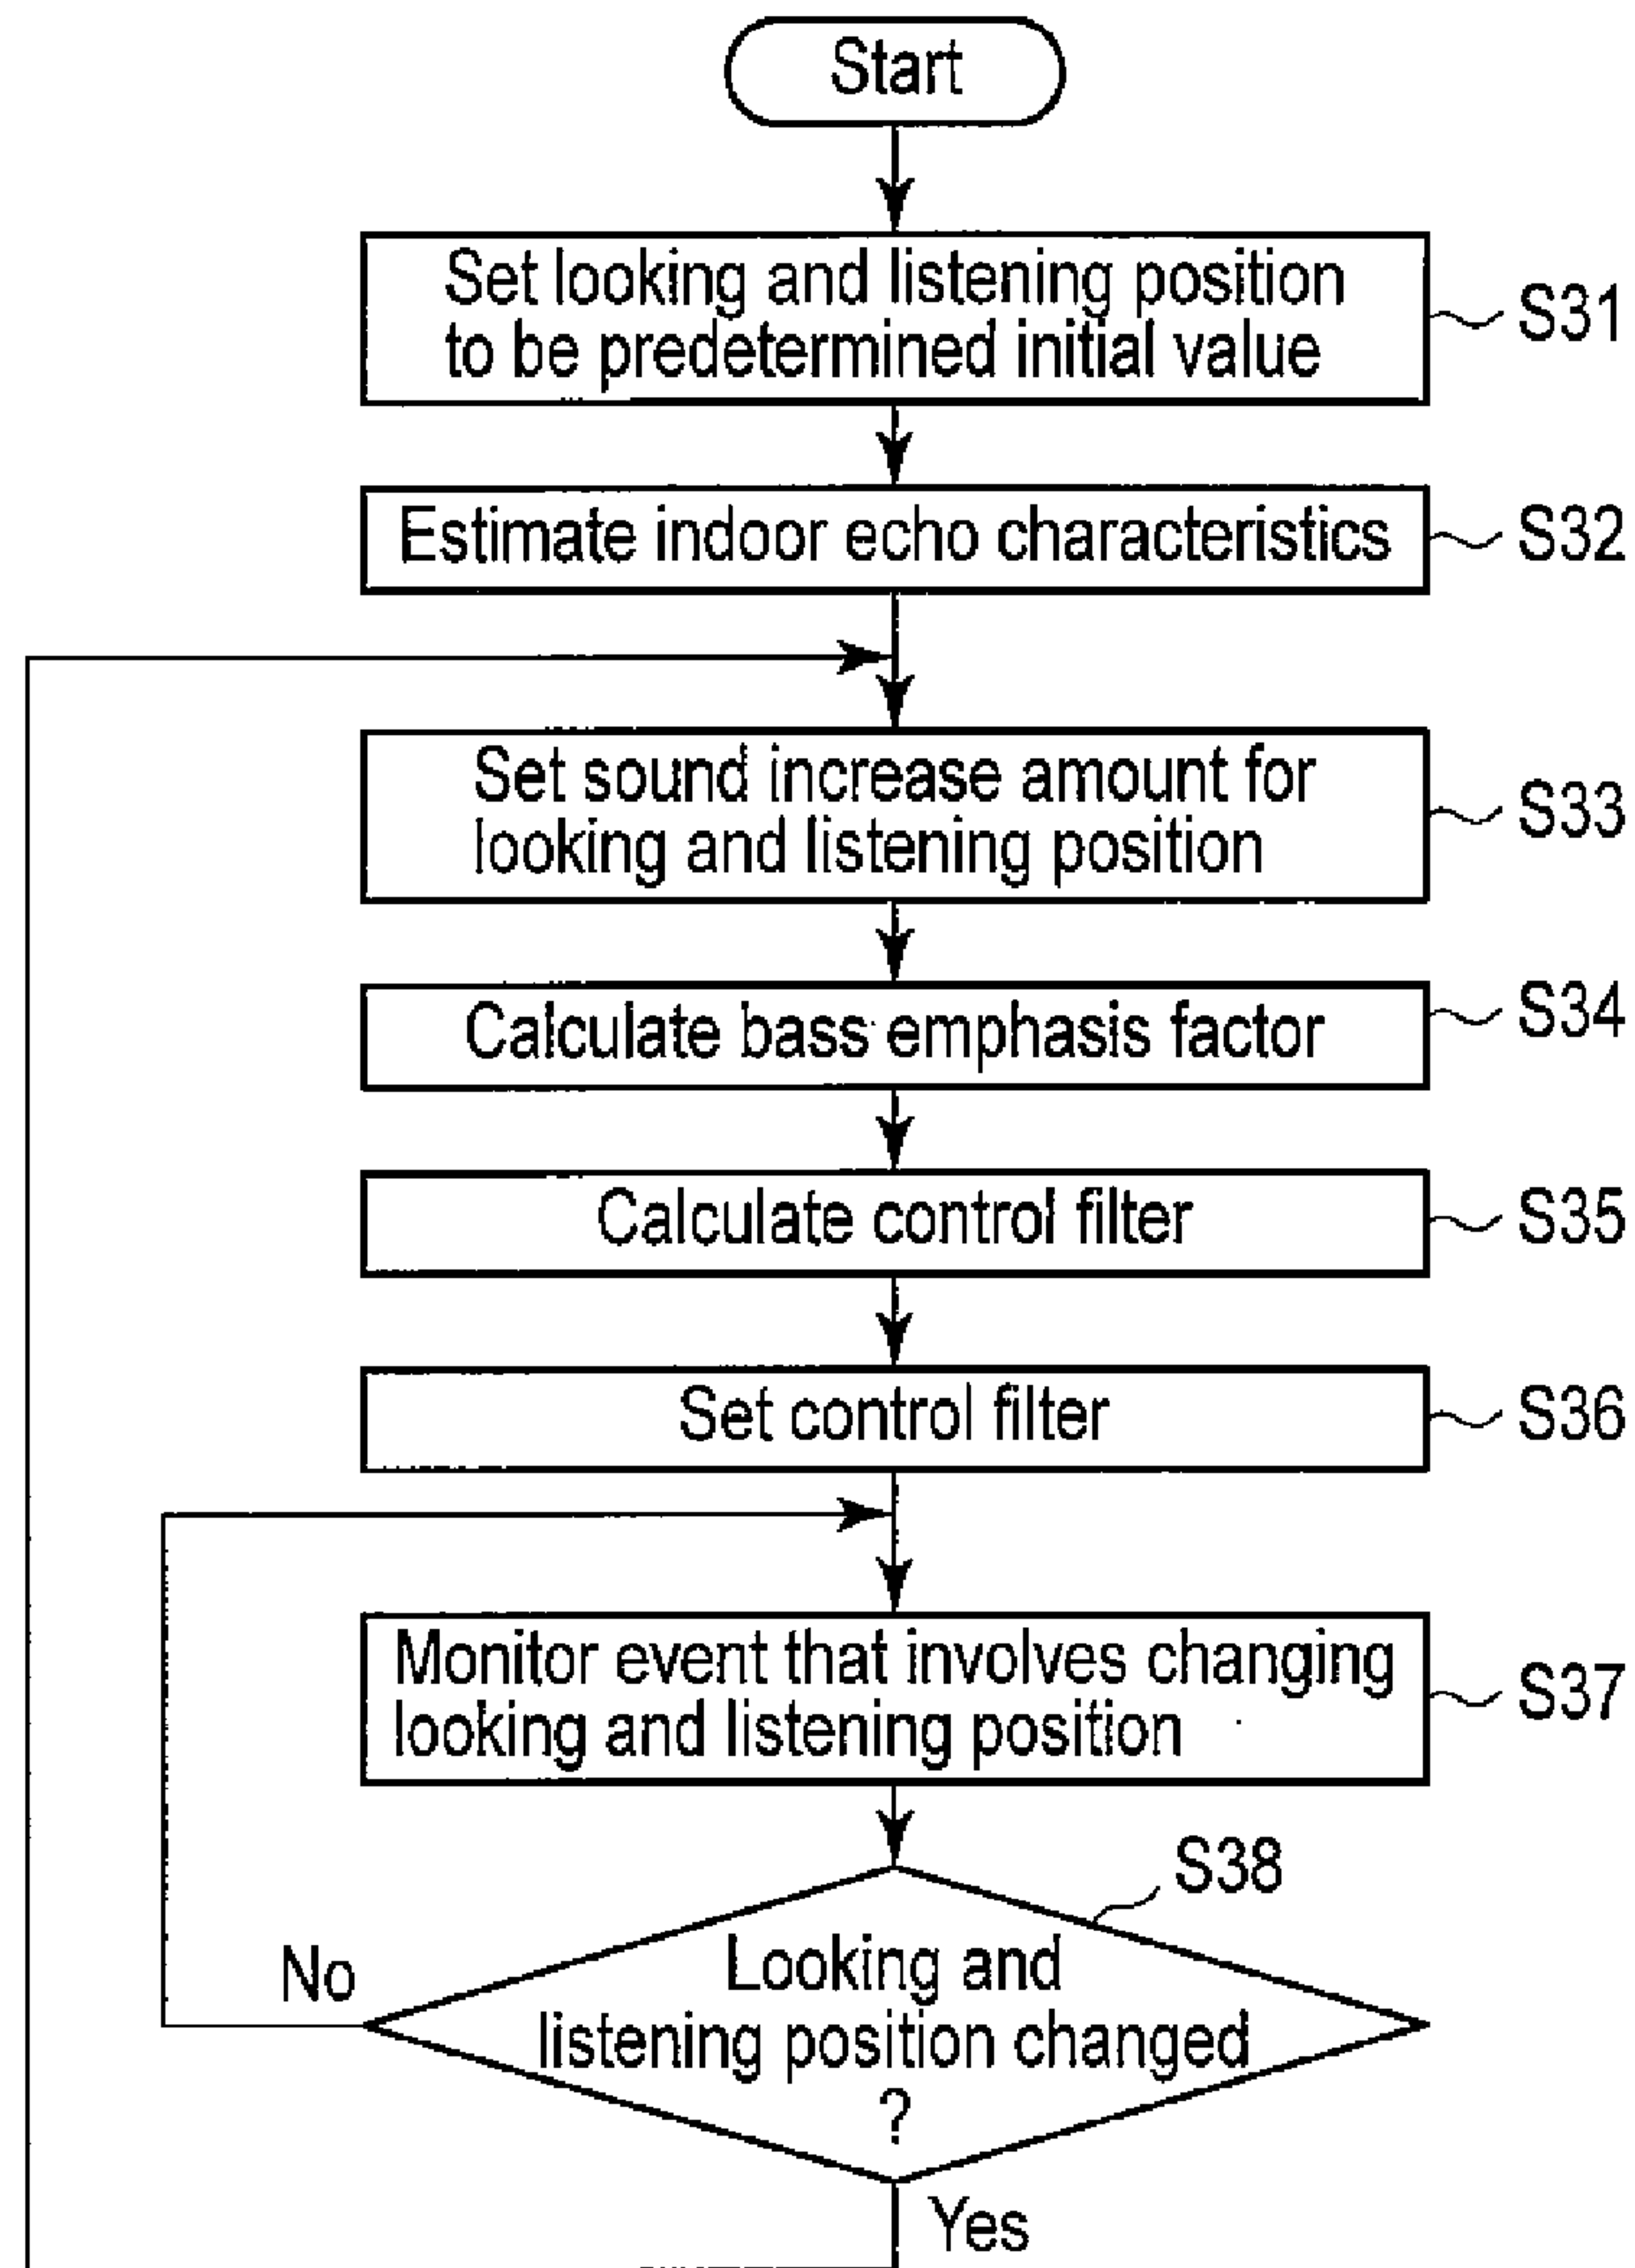 Start
Set looking and listening position
to be predetermined initial value
S31
Estimate indoor echo characteristics
S32
Set sound increase amount for
looking and listening position
S33
Calculate bass emphasis factor
S34
Calculate control filter
S35
Set control filter
S36
Monitor event that involves changing
looking and listening position
S37
S38
Looking and
listening position changed
?
No
Yes